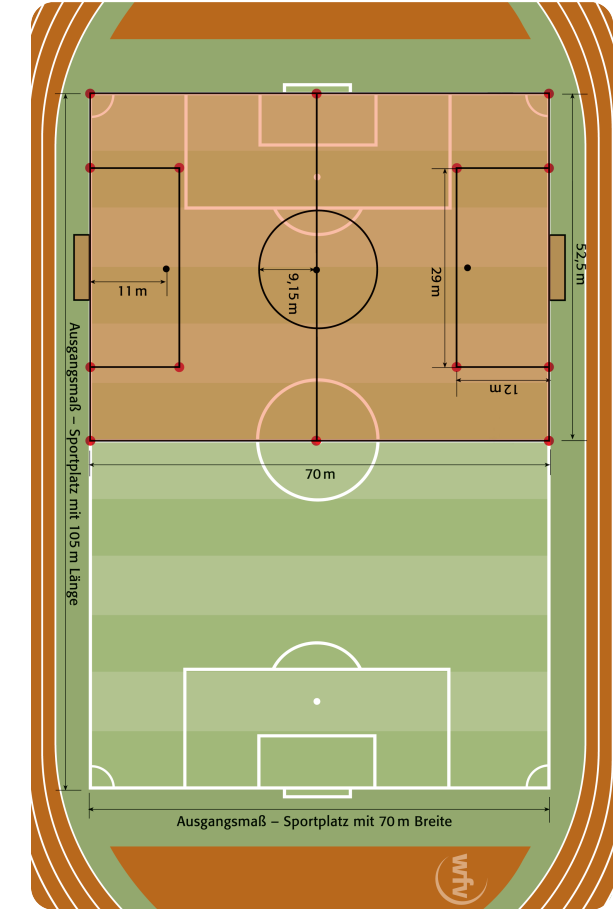 52,5 m
9,15 m
29 m
11 m
12 m
Ausgangsmaß – Sportplatz mit 105 m Länge
70 m
Ausgangsmaß – Sportplatz mit 70 m Breite
wfv